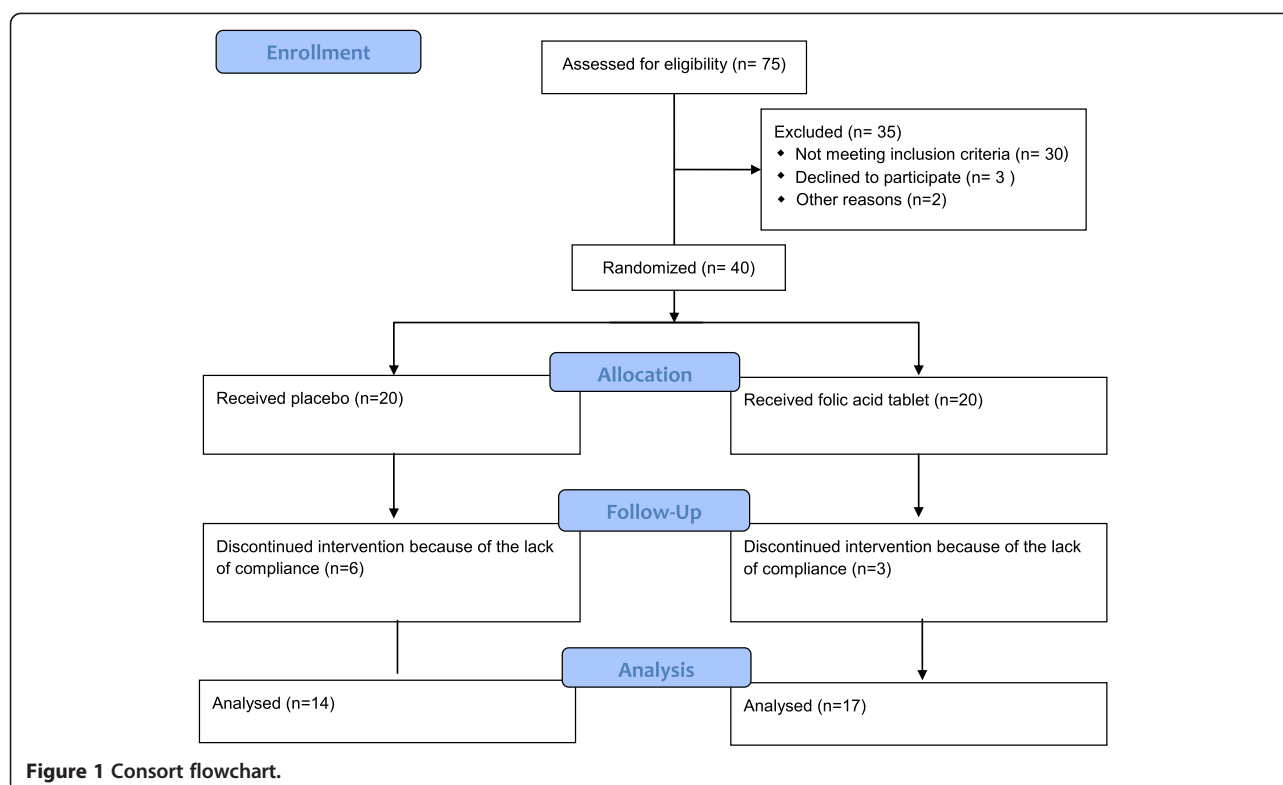 Enrollment
Assessed for eligibility (n= 75)
Excluded (n= 35)
◆ Not meeting inclusion criteria (n= 30)
◆ Declined to participate (n= 3 )
◆ Other reasons (n=2)
Randomized (n= 40)
Allocation
Received placebo (n=20)
Received folic acid tablet (n=20)
Follow-Up
Discontinued intervention because of the lack
of compliance (n=6)
Discontinued intervention because of the lack
of compliance (n=3)
Analysis
Analysed (n=14)
Analysed (n=17)
Figure 1 Consort flowchart.